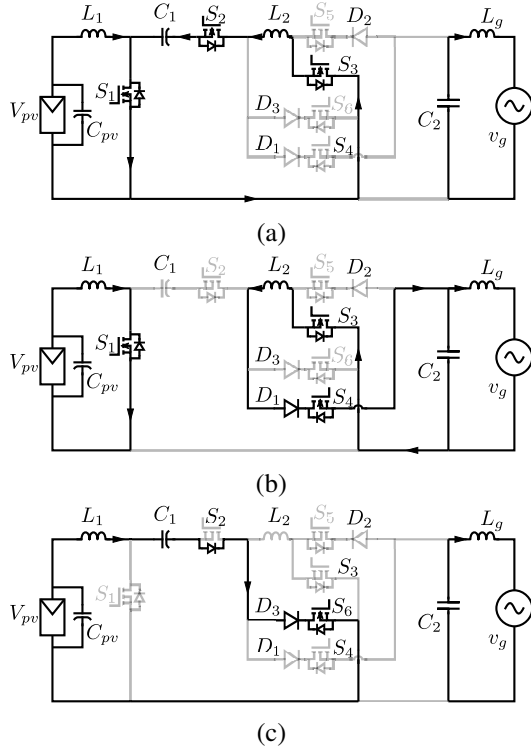 L1 C1 S2 L2 S5 D2 Lg
S1 S3
Vpv Cpv D3 S6 C2 vg
D1 S4
(a)
L1 C1 S2 L2 S5 D2 Lg
S1 S3
Vpv Cpv D3 S6 C2 vg
D1 S4
(b)
L1 C1 S2 L2 S5 D2 Lg
S1 S3
Vpv Cpv D3 S6 C2 vg
D1 S4
(c)